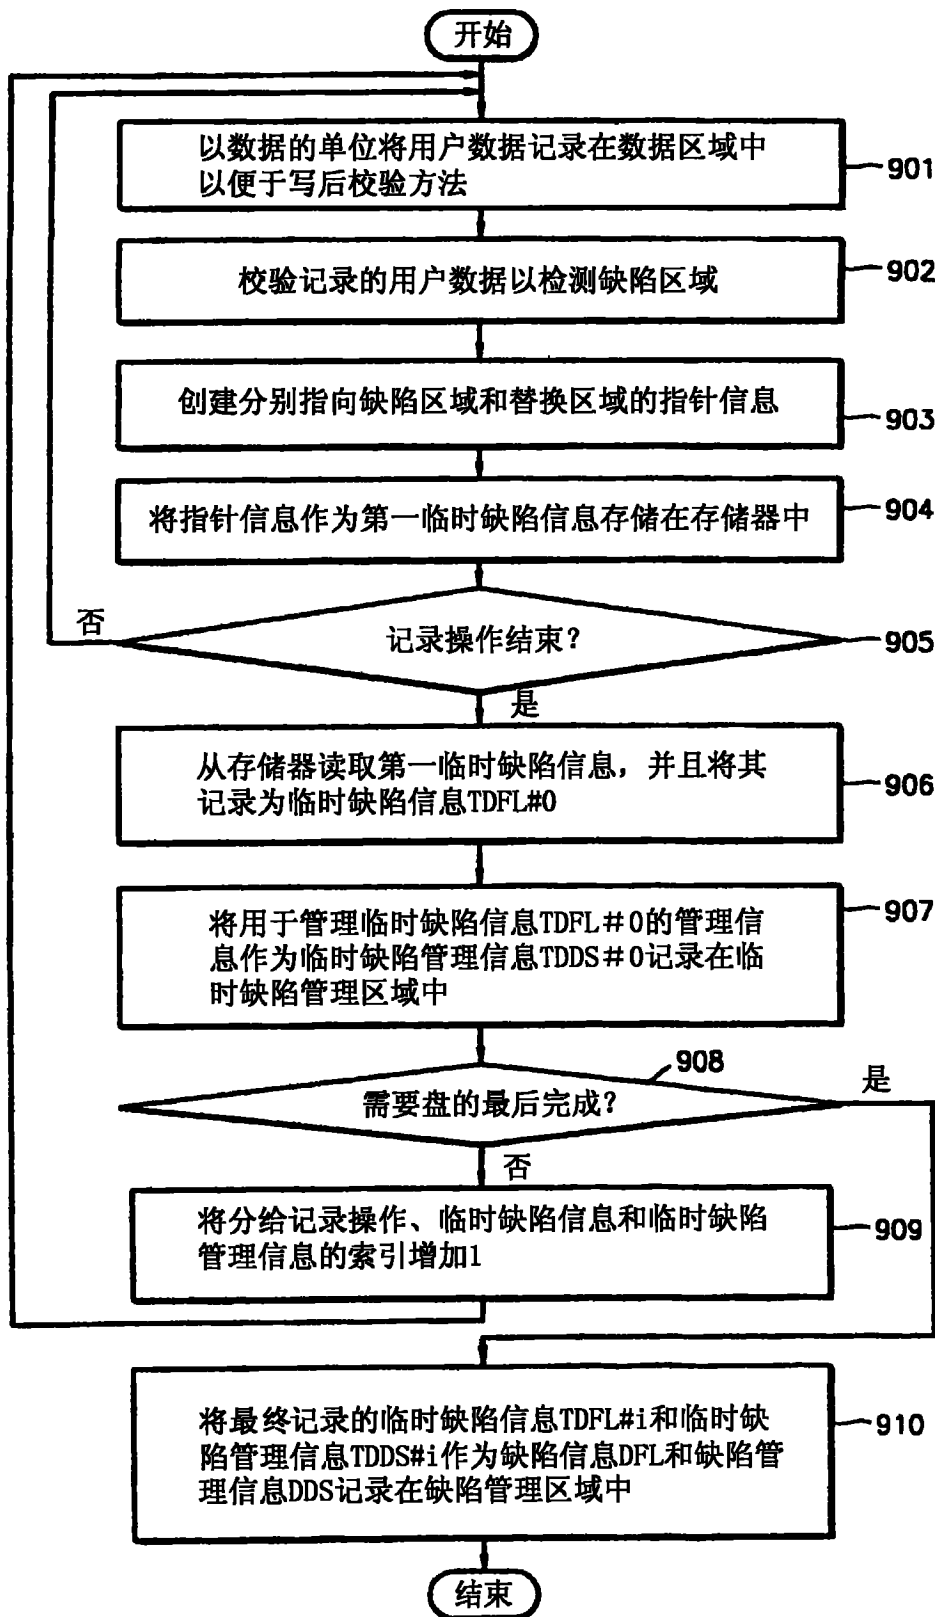 开始
以数据的单位将用户数据记录在数据区域中
以便于写后校验方法
901
校验记录的用户数据以检测缺陷区域
902
创建分别指向缺陷区域和替换区域的指针信息
903
将指针信息作为第一临时缺陷信息存储在存储器中
904
否
记录操作结束?
905
是
从存储器读取第一临时缺陷信息，并且将其
记录为临时缺陷信息TDFL#0
906
将用于管理临时缺陷信息TDFL＃0的管理信
息作为临时缺陷管理信息TDDS＃0记录在临
时缺陷管理区域中
907
908
是
需要盘的最后完成?
否
将分给记录操作、临时缺陷信息和临时缺陷
管理信息的索引增加1
909
将最终记录的临时缺陷信息TDFL#i和临时缺
陷管理信息TDDS#i作为缺陷信息DFL和缺陷管
理信息DDS记录在缺陷管理区域中
910
结束